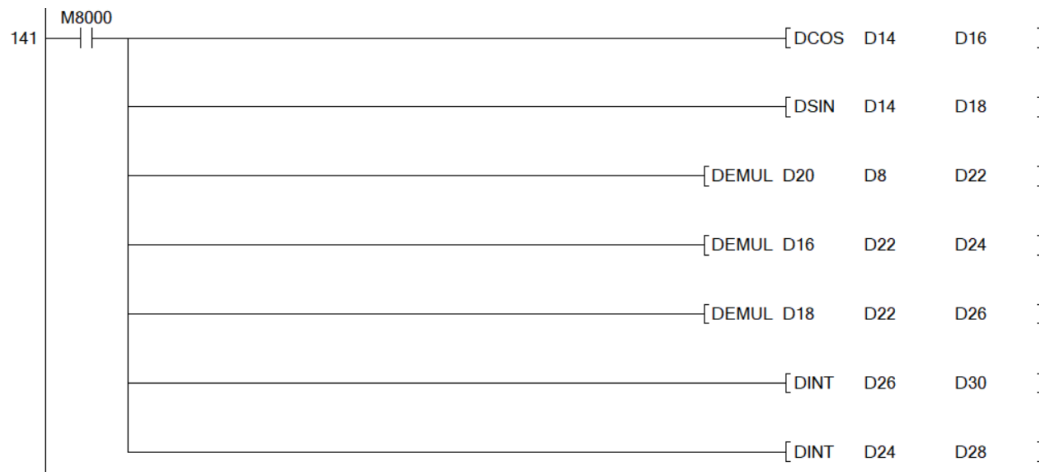 M8000
141 [ DCOS D14 D16 ]
[ DSIN D14 D18 ]
[ DEMUL D20 D8 D22 ]
[ DEMUL D16 D22 D24 ]
[ DEMUL D18 D22 D26 ]
[ DINT D26 D30 ]
[ DINT D24 D28 ]